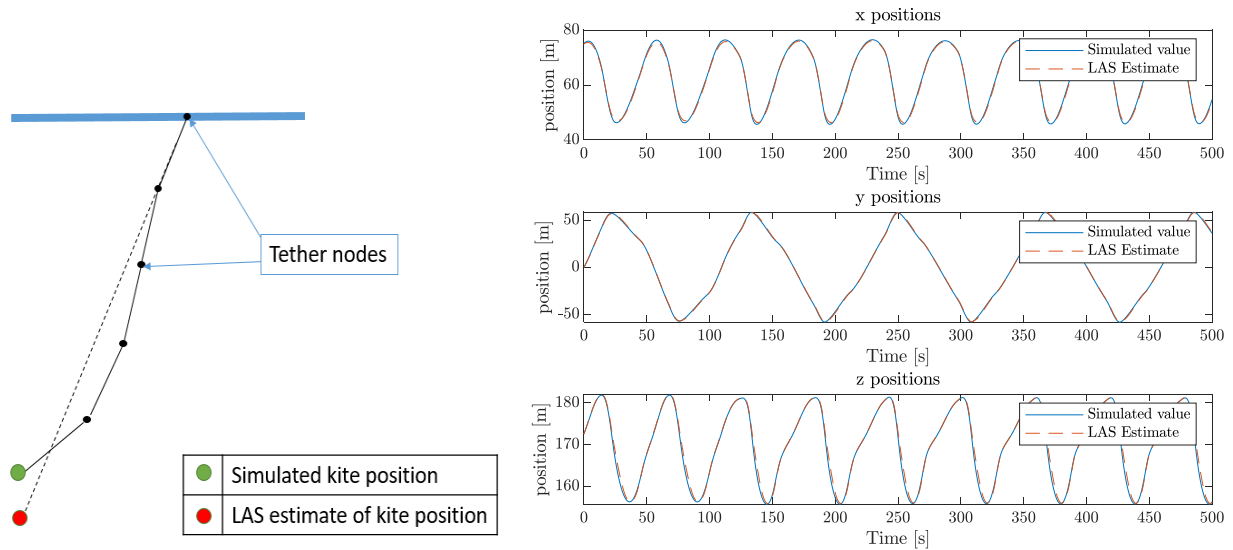 Tether nodes
Simulated kite position
LAS estimate of kite position
x positions
position [m]
80
60
40
Simulated value
LAS Estimate
0 50 100 150 200 250 300 350 400 450 500
Time [s]
y positions
position [m]
50
0
-50
Simulated value
LAS Estimate
0 50 100 150 200 250 300 350 400 450 500
Time [s]
z positions
position [m]
180
170
160
Simulated value
LAS Estimate
0 50 100 150 200 250 300 350 400 450 500
Time [s]